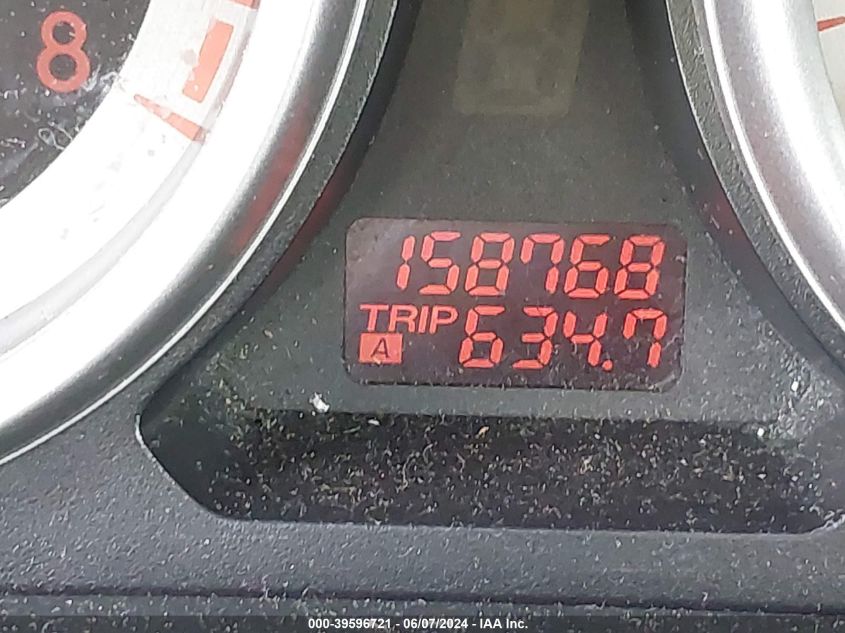 8
158768
TRIP
A 634.7
000-39596721 - 06/07/2024 - IAA Inc.